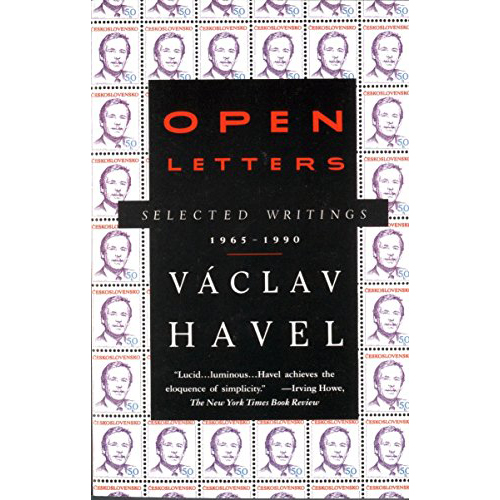 OPEN
LETTERS
SELECTED WRITINGS
1965-1990
VÁCLAV
HAVEL
"Lucid...luminous...Havel achieves the
eloquence of simplicity." —Irving Howe,
The New York Times Book Review
ČESKOSLOVENSKO
50